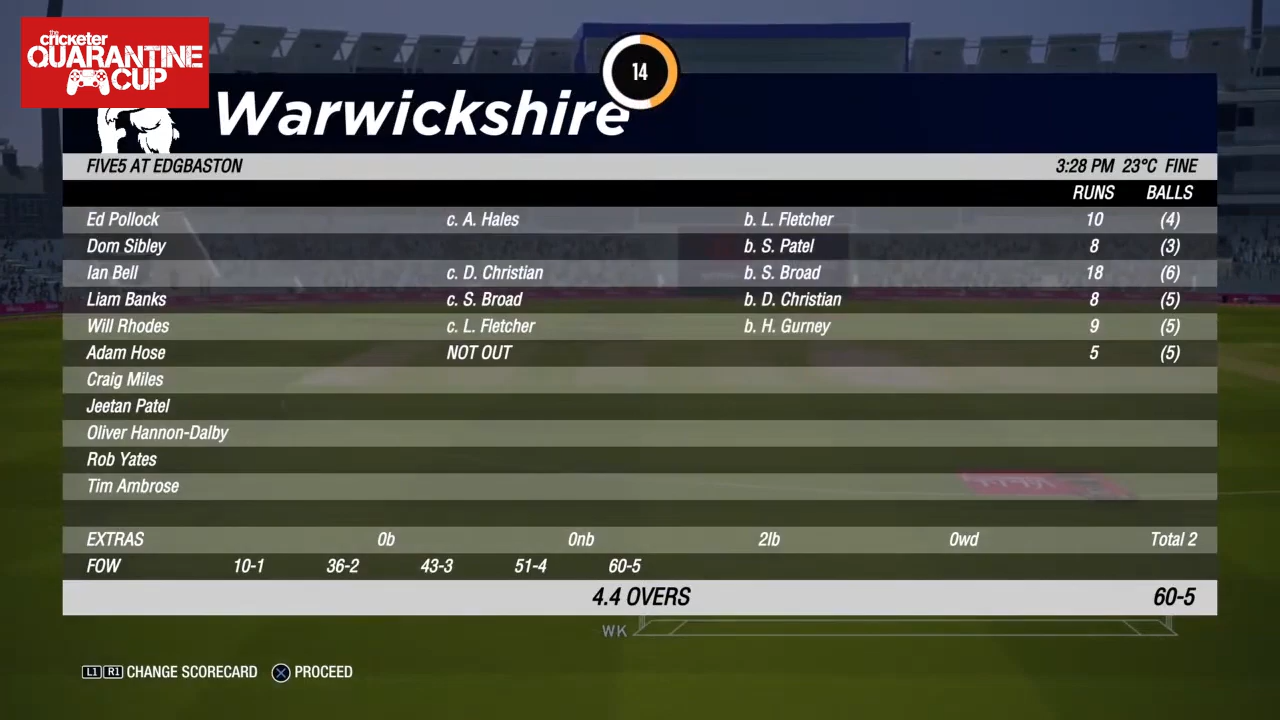 the
cricketer
QUARANTINE
CUP
14
Warwickshire
FIVE5 AT EDGBASTON 3:28 PM 23°C FINE
RUNS BALLS
Ed Pollock c. A. Hales b. L. Fletcher 10 (4)
Dom Sibley b. S. Patel 8 (3)
Ian Bell c. D. Christian b. S. Broad 18 (6)
Liam Banks c. S. Broad b. D. Christian 8 (5)
Will Rhodes c. L. Fletcher b. H. Gurney 9 (5)
Adam Hose NOT OUT 5 (5)
Craig Miles
Jeetan Patel
Oliver Hannon-Dalby
Rob Yates
Tim Ambrose
EXTRAS 0b 0nb 2lb 0wd Total 2
FOW 10-1 36-2 43-3 51-4 60-5
4.4 OVERS 60-5
WK
L1 R1 CHANGE SCORECARD X PROCEED